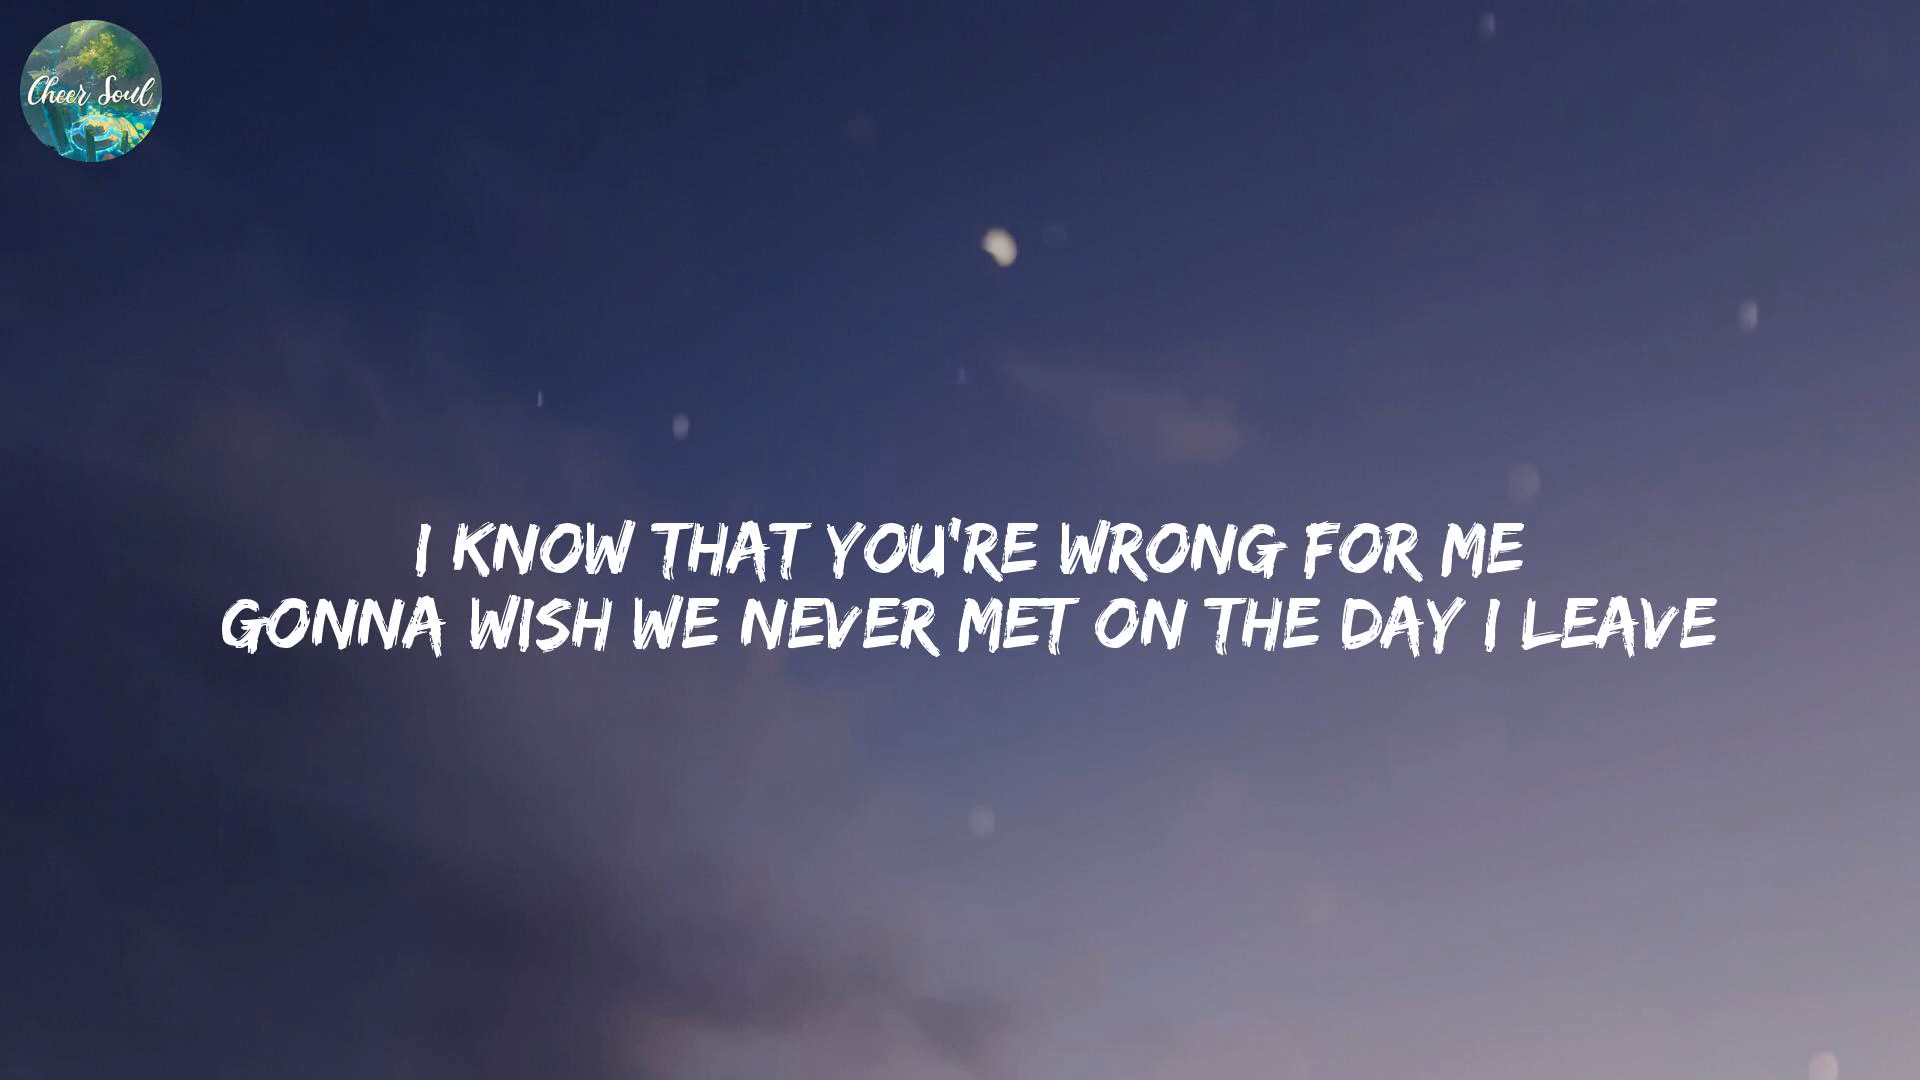 Cheer Soul
I KNOW THAT YOU'RE WRONG FOR ME
GONNA WISH WE NEVER MET ON THE DAY I LEAVE